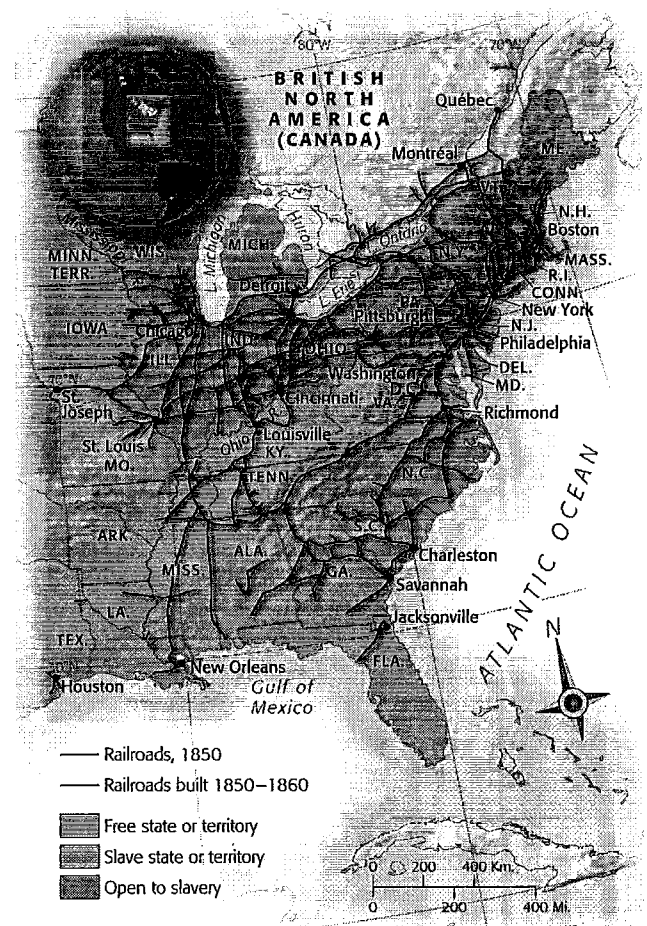 80°W
70°W
BRITISH
NORTH
AMERICA
(CANADA)
Québec
Montréal
ME.
VT.
N.H.
Boston
MASS.
R.I.
CONN.
New York
N.J.
Philadelphia
DEL.
MD.
L. Ontario
N.Y.
Huron
Michigan
MICH.
WIS.
MINN.
TERR.
Mississippi
Detroit
L. Erie
PA.
Pittsburgh
IOWA
Chicago
IND.
OHIO
ILL.
Washington
D.C.
VA.
Cincinnati
St.
Joseph
Richmond
Louisville
Ohio R.
KY.
St. Louis
MO.
TENN.
N.C.
S.C.
ARK.
ALA.
MISS.
GA.
Charleston
Savannah
LA.
TEX.
Jacksonville
FLA.
New Orleans
Houston
Gulf of
Mexico
ATLANTIC OCEAN
N
Railroads, 1850
Railroads built 1850–1860
Free state or territory
Slave state or territory
Open to slavery
0 200 400 Km.
0 200 400 Mi.